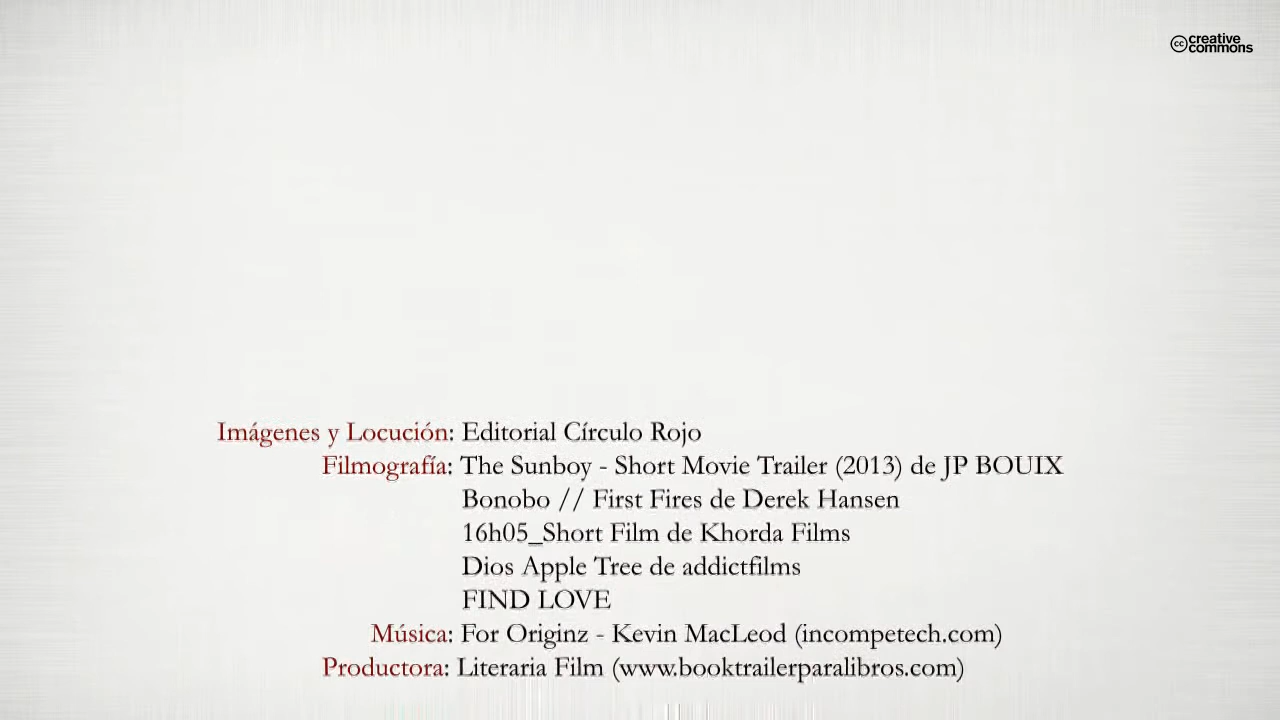 cc creative
commons
Imágenes y Locución: Editorial Círculo Rojo
Filmografía: The Sunboy - Short Movie Trailer (2013) de JP BOUIX
Bonobo // First Fires de Derek Hansen
16h05_Short Film de Khorda Films
Dios Apple Tree de addictfilms
FIND LOVE
Música: For Originz - Kevin MacLeod (incompetech.com)
Productora: Literaria Film (www.booktrailerparalibros.com)